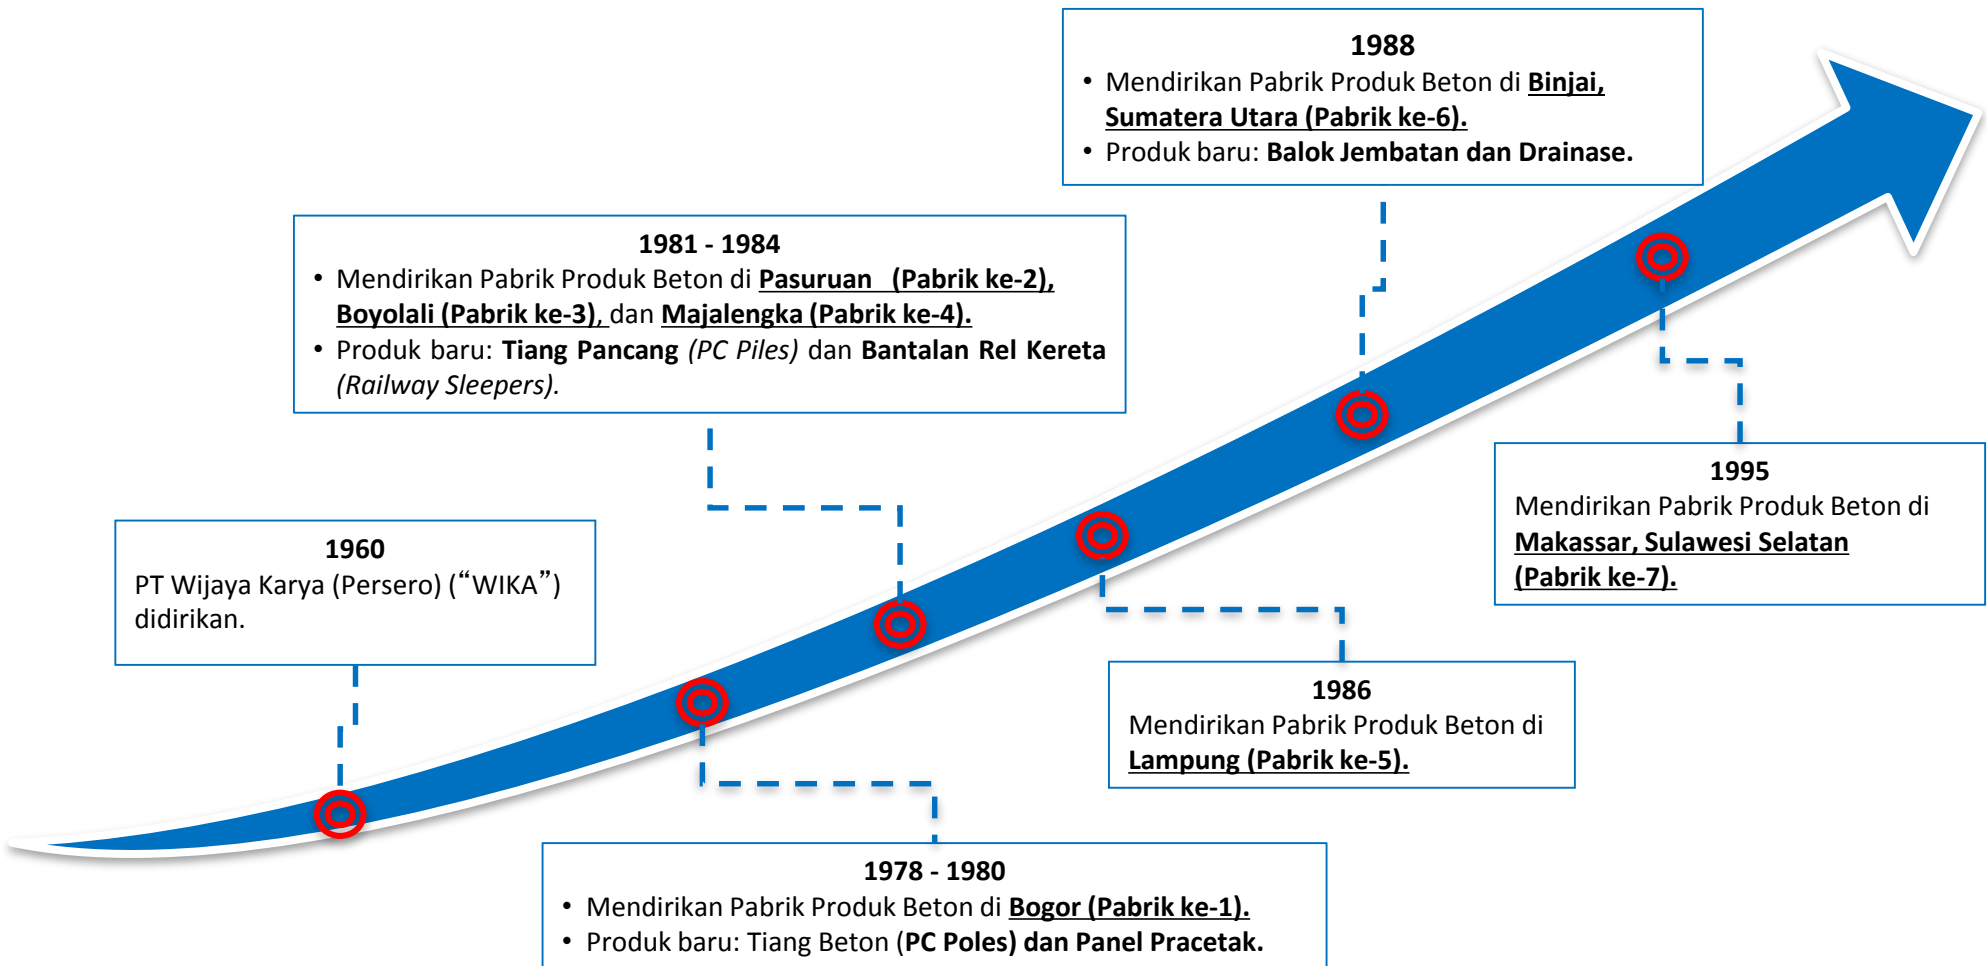 1988
• Mendirikan Pabrik Produk Beton di Binjai,
Sumatera Utara (Pabrik ke-6).
• Produk baru: Balok Jembatan dan Drainase.
1981 - 1984
• Mendirikan Pabrik Produk Beton di Pasuruan (Pabrik ke-2),
Boyolali (Pabrik ke-3), dan Majalengka (Pabrik ke-4).
• Produk baru: Tiang Pancang (PC Piles) dan Bantalan Rel Kereta
(Railway Sleepers).
1995
Mendirikan Pabrik Produk Beton di
Makassar, Sulawesi Selatan
(Pabrik ke-7).
1960
PT Wijaya Karya (Persero) (“WIKA”)
didirikan.
1986
Mendirikan Pabrik Produk Beton di
Lampung (Pabrik ke-5).
1978 - 1980
• Mendirikan Pabrik Produk Beton di Bogor (Pabrik ke-1).
• Produk baru: Tiang Beton (PC Poles) dan Panel Pracetak.